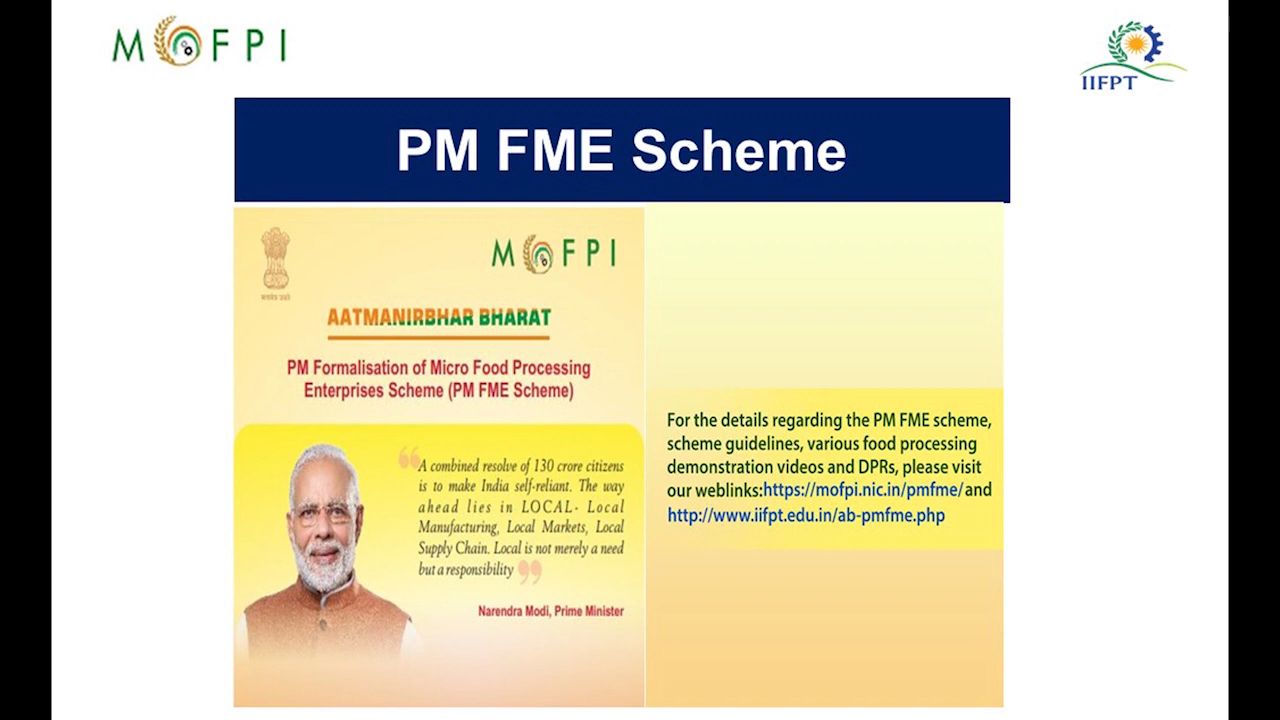 MOFPI
IIFPT
PM FME Scheme
MOFPI
सत्यमेव जयते
AATMANIRBHAR BHARAT
PM Formalisation of Micro Food Processing
Enterprises Scheme (PM FME Scheme)
“A combined resolve of 130 crore citizens
is to make India self-reliant. The way
ahead lies in LOCAL- Local
Manufacturing, Local Markets, Local
Supply Chain. Local is not merely a need
but a responsibility ”
Narendra Modi, Prime Minister
For the details regarding the PM FME scheme,
scheme guidelines, various food processing
demonstration videos and DPRs, please visit
our weblinks:https://mofpi.nic.in/pmfme/and
http://www.iifpt.edu.in/ab-pmfme.php